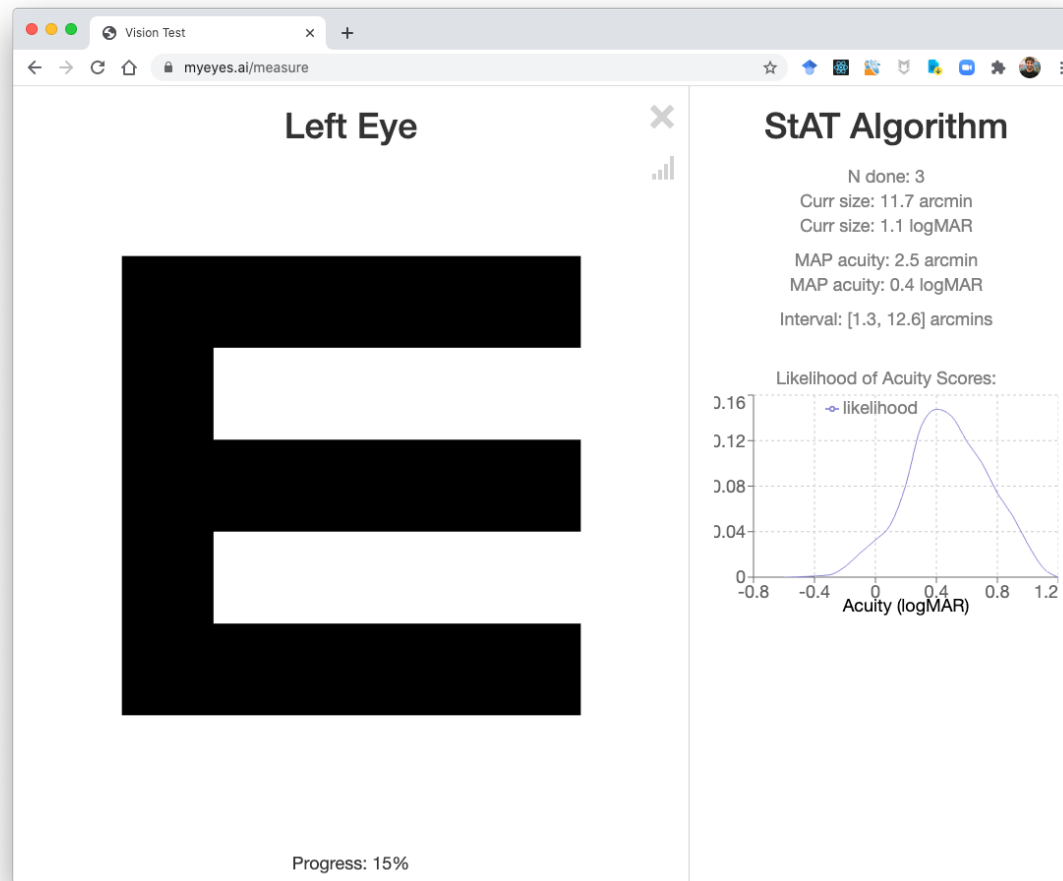 Vision Test
myeyes.ai/measure
Left Eye
E
Progress: 15%
StAT Algorithm
N done: 3
Curr size: 11.7 arcmin
Curr size: 1.1 logMAR
MAP acuity: 2.5 arcmin
MAP acuity: 0.4 logMAR
Interval: [1.3, 12.6] arcmins
Likelihood of Acuity Scores:
likelihood
0.16
0.12
0.08
0.04
0
-0.8 -0.4 0 0.4 0.8 1.2
Acuity (logMAR)